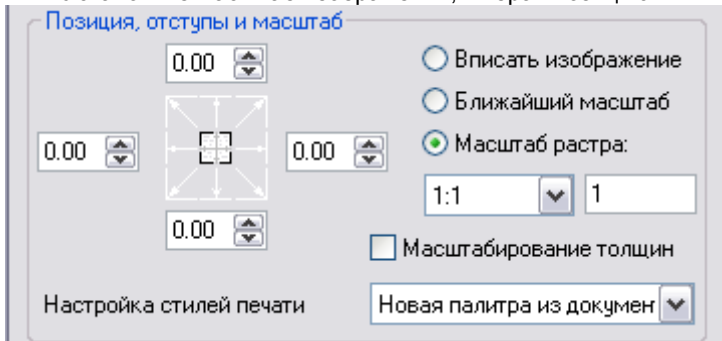 Позиция, отступы и масштаб
0.00
Вписать изображение
Ближайший масштаб
0.00
0.00
Масштаб растра:
1:1
1
0.00
Масштабирование толщин
Настройка стилей печати
Новая палитра из докумен